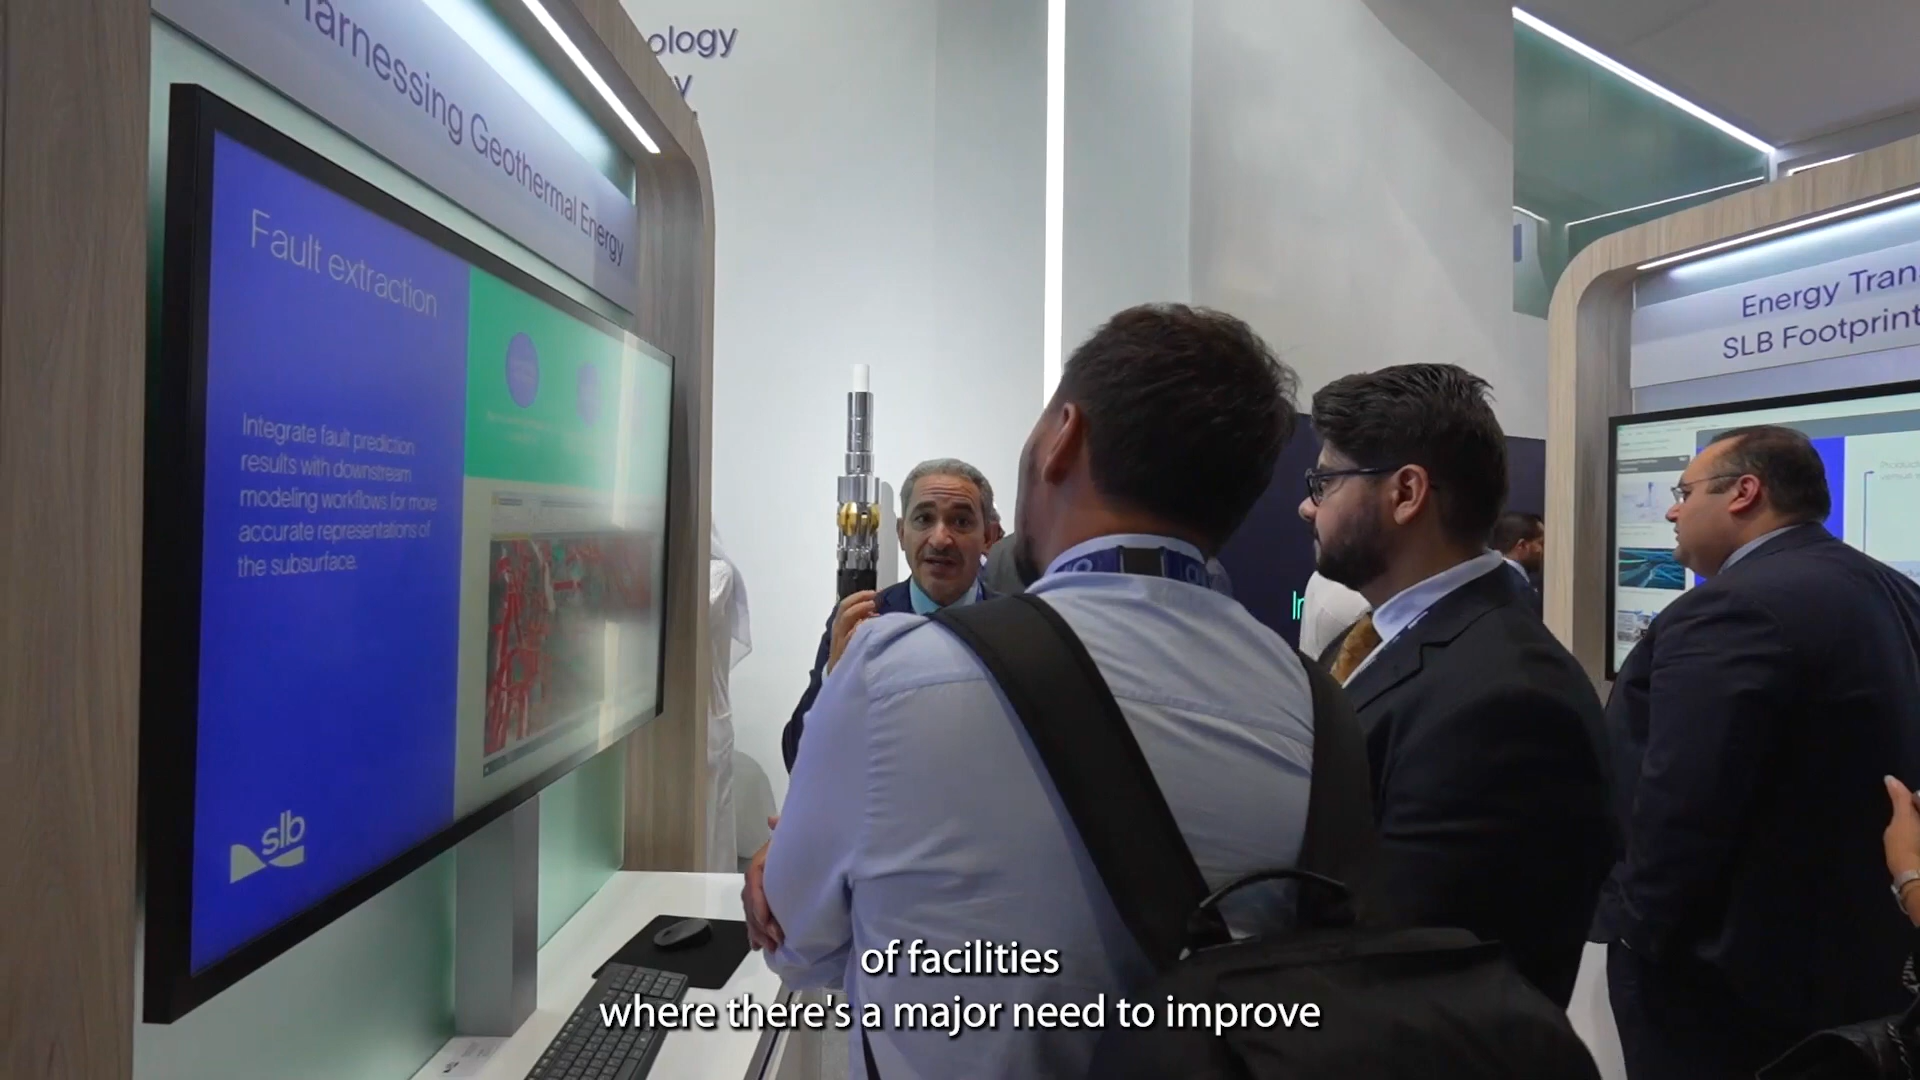 Harnessing Geothermal Energy
ology
Fault extraction
Integrate fault prediction
results with downstream
modeling workflows for more
accurate representations of
the subsurface.
slb
Energy Tran
SLB Footprint
of facilities
where there's a major need to improve